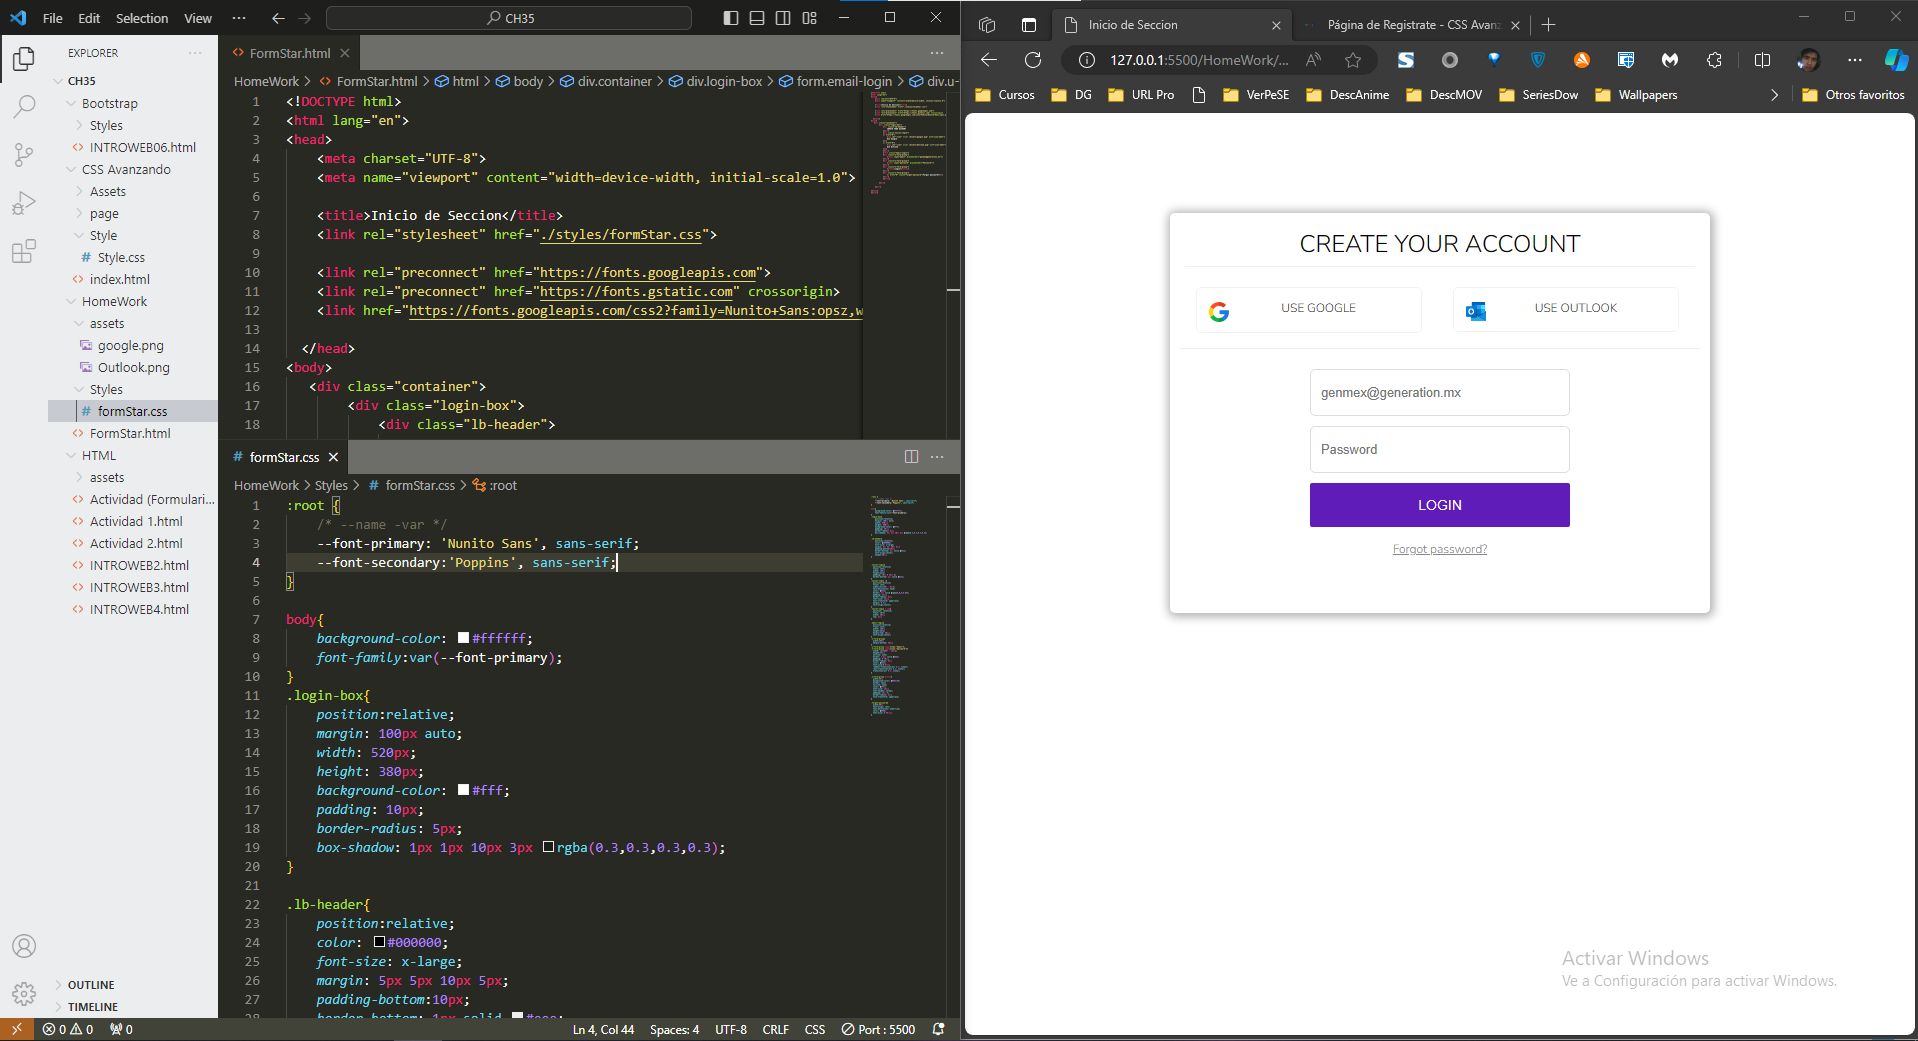 File Edit Selection View ··· CH35
EXPLORER ···
CH35
Bootstrap
Styles
INTROWEB06.html
CSS Avanzando
Assets
page
Style
# Style.css
index.html
HomeWork
assets
google.png
Outlook.png
Styles
# formStar.css
FormStar.html
HTML
assets
Actividad (Formulari...
Actividad 1.html
Actividad 2.html
INTROWEB2.html
INTROWEB3.html
INTROWEB4.html
OUTLINE
TIMELINE
FormStar.html
HomeWork > FormStar.html > html > body > div.container > div.login-box > form.email-login > div.u-
1 <!DOCTYPE html>
2 <html lang="en">
3 <head>
4 <meta charset="UTF-8">
5 <meta name="viewport" content="width=device-width, initial-scale=1.0">
6
7 <title>Inicio de Seccion</title>
8 <link rel="stylesheet" href="./styles/formStar.css">
9
10 <link rel="preconnect" href="https://fonts.googleapis.com">
11 <link rel="preconnect" href="https://fonts.gstatic.com" crossorigin>
12 <link href="https://fonts.googleapis.com/css2?family=Nunito+Sans:opsz,w
13
14 </head>
15 <body>
16 <div class="container">
17 <div class="login-box">
18 <div class="lb-header">
# formStar.css
HomeWork > Styles > # formStar.css > :root
1 :root {
2 /* --name -var */
3 --font-primary: 'Nunito Sans', sans-serif;
4 --font-secondary:'Poppins', sans-serif;
5 }
6
7 body{
8 background-color: #ffffff;
9 font-family:var(--font-primary);
10 }
11 .login-box{
12 position:relative;
13 margin: 100px auto;
14 width: 520px;
15 height: 380px;
16 background-color: #fff;
17 padding: 10px;
18 border-radius: 5px;
19 box-shadow: 1px 1px 10px 3px rgba(0.3,0.3,0.3,0.3);
20 }
21
22 .lb-header{
23 position:relative;
24 color: #000000;
25 font-size: x-large;
26 margin: 5px 5px 10px 5px;
27 padding-bottom:10px;
28 border-bottom: 1px solid #eee;
0 0 0 Ln 4, Col 44 Spaces: 4 UTF-8 CRLF CSS Port : 5500
Inicio de Seccion Página de Registrate - CSS Avanz
127.0.0.1:5500/HomeWork/...
Cursos DG URL Pro VerPeSE DescAnime DescMOV SeriesDow Wallpapers Otros favoritos
CREATE YOUR ACCOUNT
USE GOOGLE USE OUTLOOK
genmex@generation.mx
Password
LOGIN
Forgot password?
Activar Windows
Ve a Configuración para activar Windows.